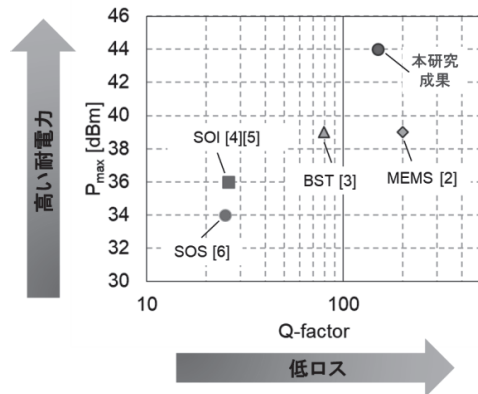 高い耐電力
P_max [dBm]
46
44
42
40
38
36
34
32
30
本研究
成果
SOI [4][5]
BST [3]
MEMS [2]
SOS [6]
10
100
Q-factor
低ロス